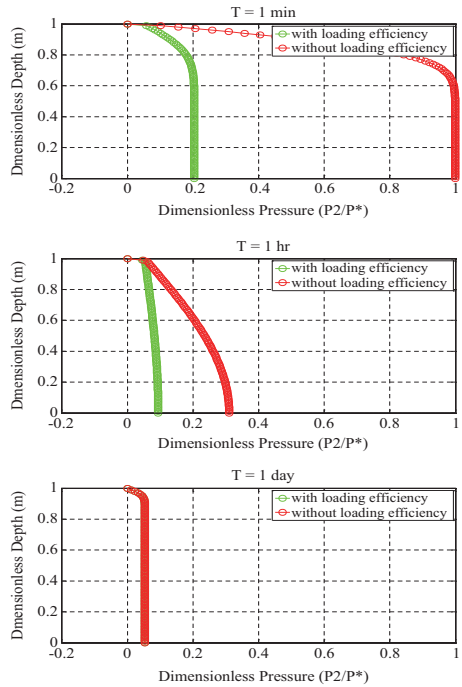 T = 1 min
with loading efficiency
without loading efficiency
Dmensionless Depth (m)
1
0.8
0.6
0.4
0.2
0
-0.2 0 0.2 0.4 0.6 0.8 1
Dimensionless Pressure (P2/P*)
T = 1 hr
with loading efficiency
without loading efficiency
Dmensionless Depth (m)
1
0.8
0.6
0.4
0.2
0
-0.2 0 0.2 0.4 0.6 0.8 1
Dimensionless Pressure (P2/P*)
T = 1 day
with loading efficiency
without loading efficiency
Dmensionless Depth (m)
1
0.8
0.6
0.4
0.2
0
-0.2 0 0.2 0.4 0.6 0.8 1
Dimensionless Pressure (P2/P*)